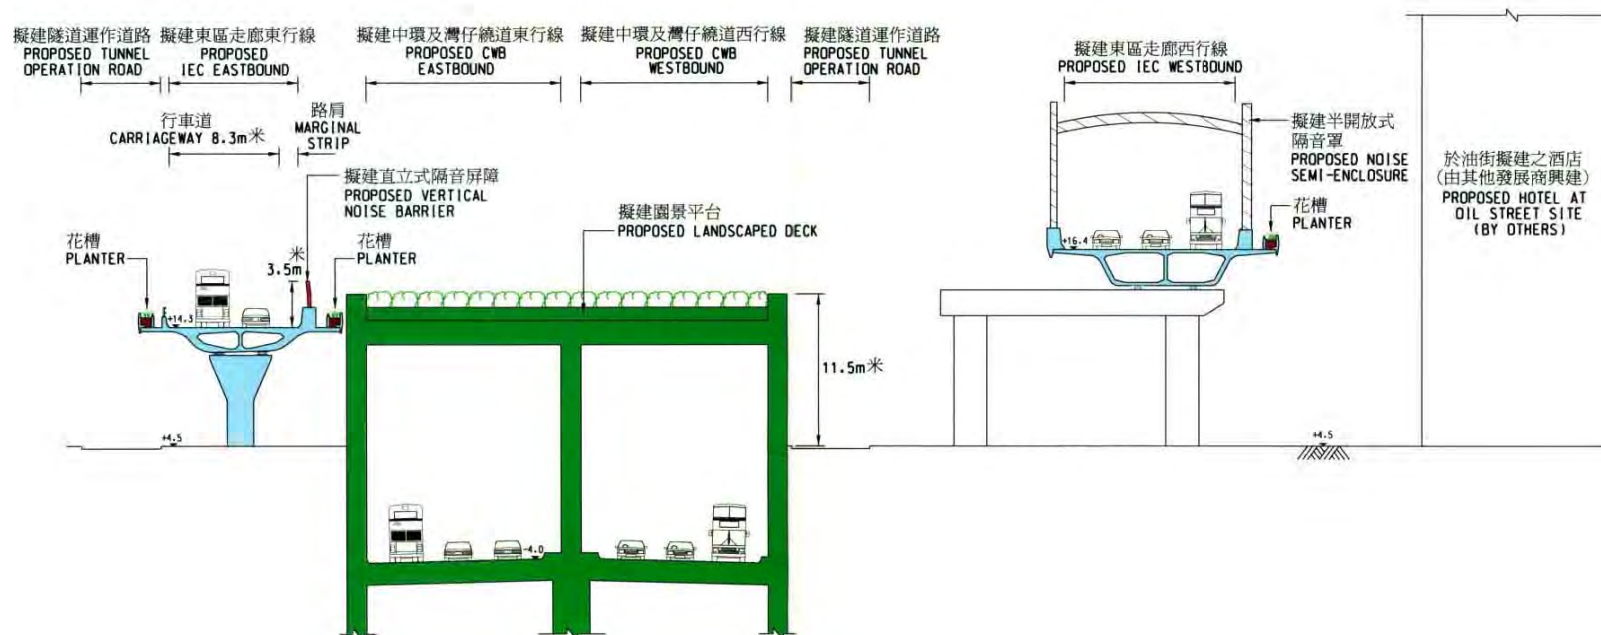 擬建隧道運作道路
PROPOSED TUNNEL
OPERATION ROAD
擬建東區走廊東行線
PROPOSED
IEC EASTBOUND
擬建中環及灣仔繞道東行線
PROPOSED CWB
EASTBOUND
擬建中環及灣仔繞道西行線
PROPOSED CWB
WESTBOUND
擬建隧道運作道路
PROPOSED TUNNEL
OPERATION ROAD
擬建東區走廊西行線
PROPOSED IEC WESTBOUND
行車道
CARRIAGEWAY 8.3m米
路肩
MARGINAL
STRIP
擬建直立式隔音屏障
PROPOSED VERTICAL
NOISE BARRIER
擬建半開放式
隔音罩
PROPOSED NOISE
SEMI-ENCLOSURE
於油街擬建之酒店
(由其他發展商興建)
PROPOSED HOTEL AT
OIL STREET SITE
(BY OTHERS)
擬建園景平台
PROPOSED LANDSCAPED DECK
花槽
PLANTER
米
3.5m
花槽
PLANTER
花槽
PLANTER
+16.4
+14.3
11.5m米
+4.5
+4.5
-4.0